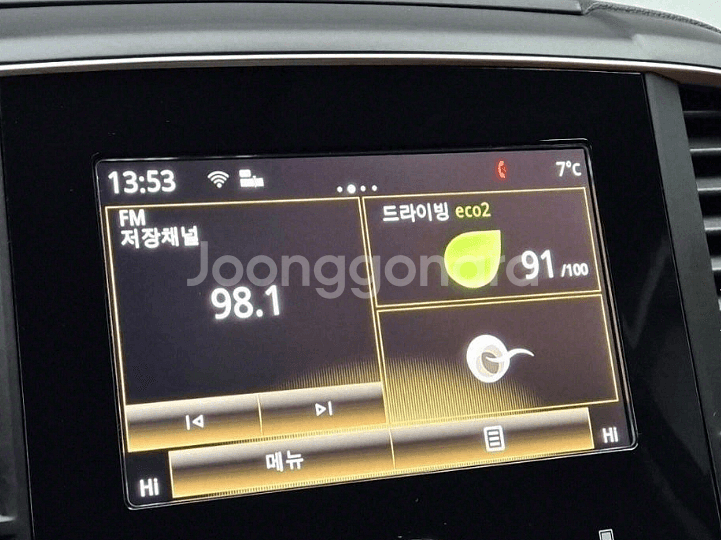 13:53
7°c
FM
저장채널
98.1
드라이빙 eco2
91 /100
Joonggonara
메뉴
Hi
Hi